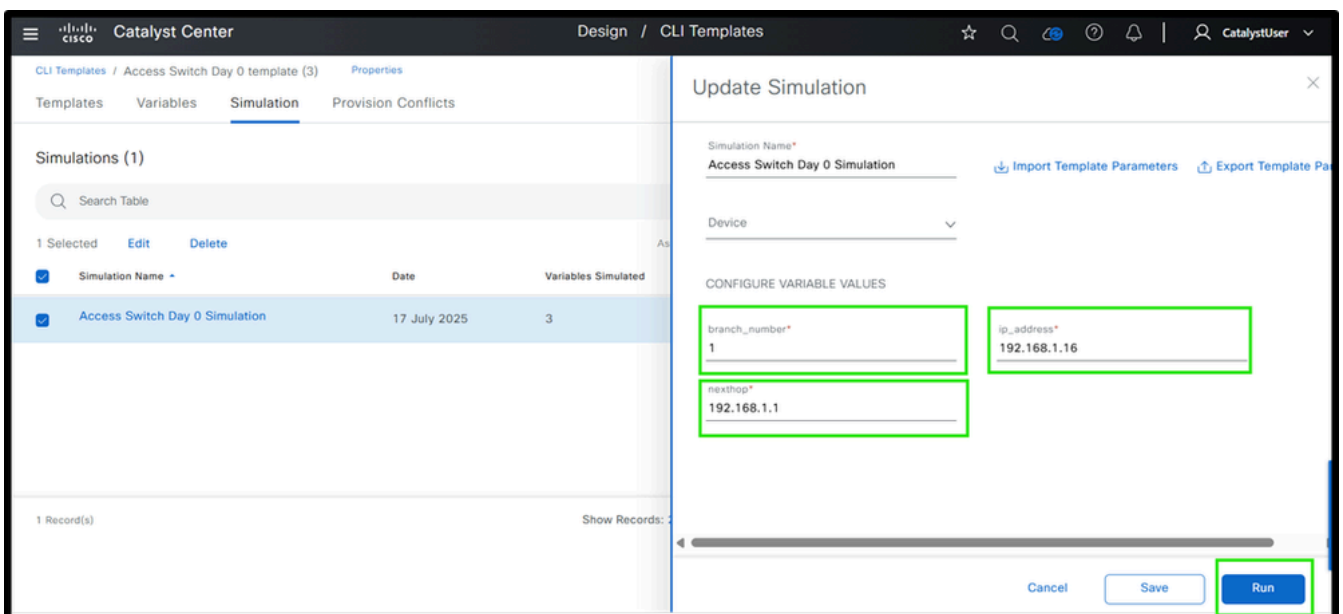 cisco Catalyst Center
Design / CLI Templates
CatalystUser
CLI Templates / Access Switch Day 0 template (3) Properties
Templates Variables Simulation Provision Conflicts
Simulations (1)
Search Table
1 Selected Edit Delete
As
Simulation Name Date Variables Simulated
Access Switch Day 0 Simulation 17 July 2025 3
1 Record(s)
Show Records:
Update Simulation
Simulation Name*
Access Switch Day 0 Simulation
Import Template Parameters Export Template Pa
Device
CONFIGURE VARIABLE VALUES
branch_number*
1
ip_address*
192.168.1.16
nexthop*
192.168.1.1
Cancel Save Run